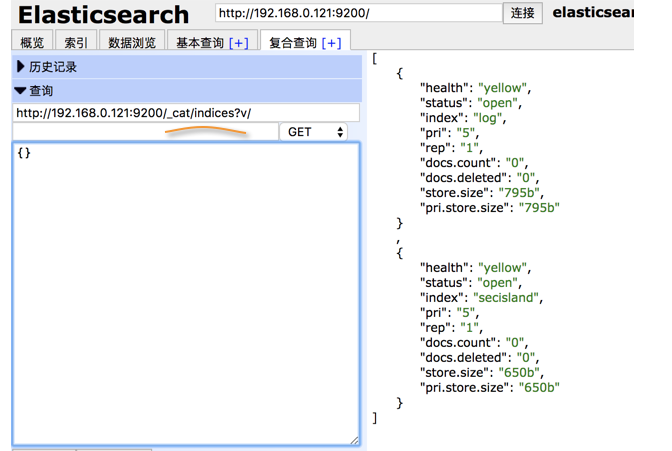 Elasticsearch
http://192.168.0.121:9200/
连接
概览
索引
数据浏览
基本查询 [+]
复合查询 [+]
历史记录
查询
http://192.168.0.121:9200/_cat/indices?v/
GET
{}
[
{
"health": "yellow",
"status": "open",
"index": "log",
"pri": "5",
"rep": "1",
"docs.count": "0",
"docs.deleted": "0",
"store.size": "795b",
"pri.store.size": "795b"
}
,
{
"health": "yellow",
"status": "open",
"index": "secisland",
"pri": "5",
"rep": "1",
"docs.count": "0",
"docs.deleted": "0",
"store.size": "650b",
"pri.store.size": "650b"
}
]